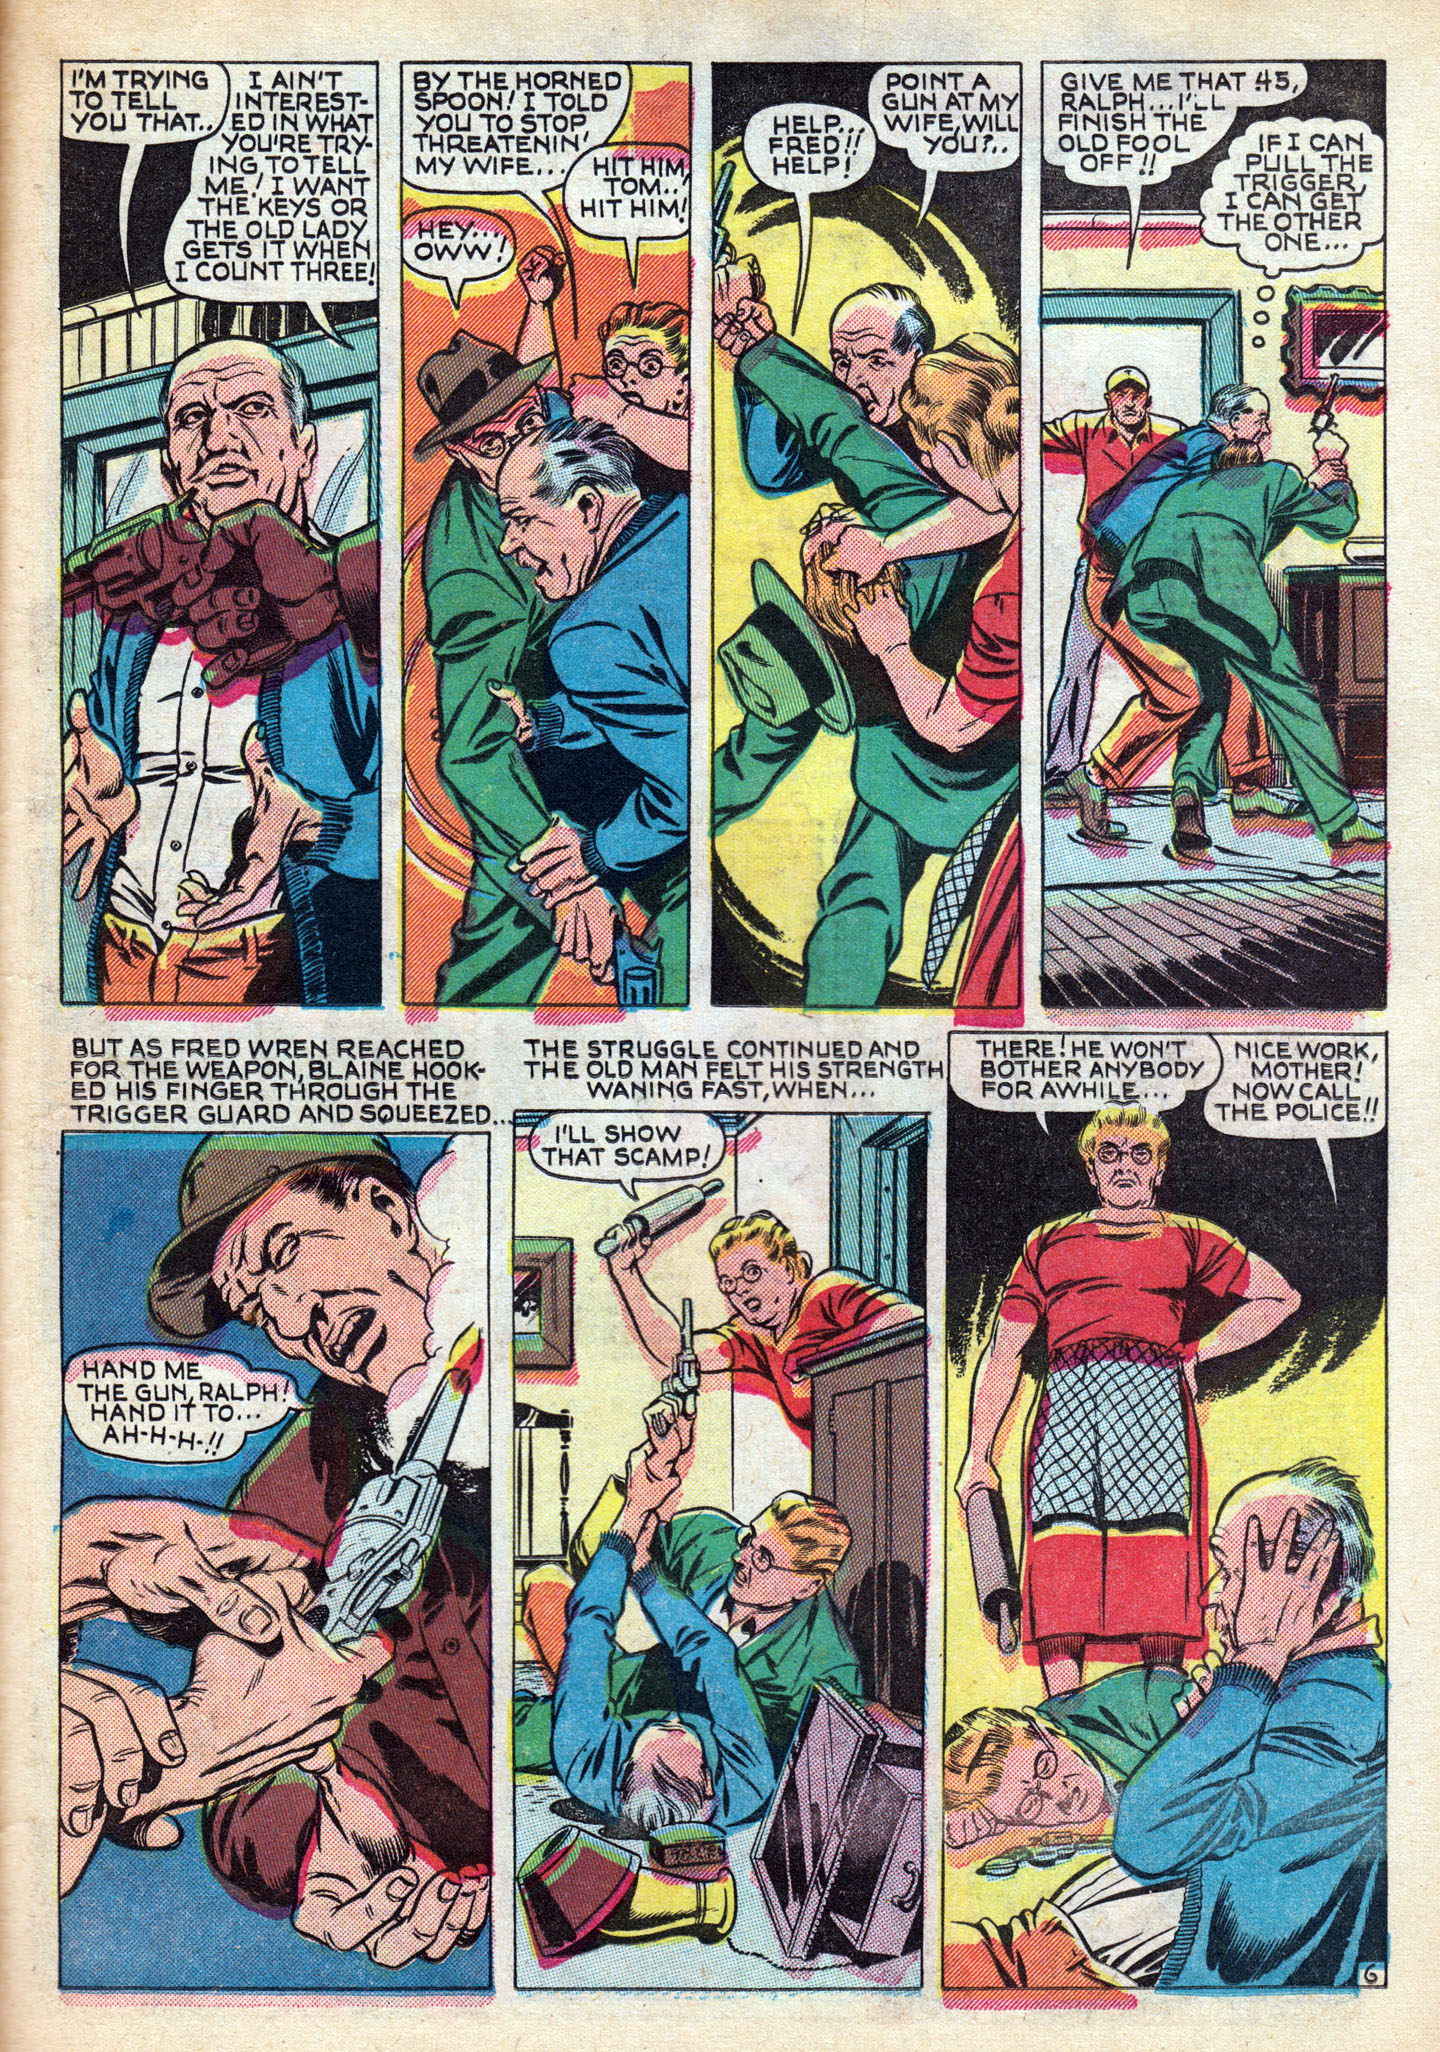 I'M TRYING
TO TELL
YOU THAT..
I AIN'T
INTEREST-
ED IN WHAT
YOU'RE TRY-
ING TO TELL
ME! I WANT
THE KEYS OR
THE OLD LADY
GETS IT WHEN
I COUNT THREE!
BY THE HORNED
SPOON! I TOLD
YOU TO STOP
THREATENIN'
MY WIFE...
HEY...
OWW!
HIT HIM,
TOM..!
HIT HIM!
HELP...
FRED!!
HELP!
POINT A
GUN AT MY
WIFE, WILL
YOU?..
GIVE ME THAT .45,
RALPH... I'LL
FINISH THE
OLD FOOL
OFF!!
IF I CAN
PULL THE
TRIGGER,
I CAN GET
THE OTHER
ONE...
BUT AS FRED WREN REACHED
FOR THE WEAPON, BLAINE HOOK-
ED HIS FINGER THROUGH THE
TRIGGER GUARD AND SQUEEZED...
HAND ME
THE GUN, RALPH!
HAND IT TO...
AH-H-H-!!
THE STRUGGLE CONTINUED AND
THE OLD MAN FELT HIS STRENGTH
WANING FAST, WHEN...
I'LL SHOW
THAT SCAMP!
THERE! HE WON'T
BOTHER ANYBODY
FOR AWHILE...
NICE WORK,
MOTHER!
NOW CALL
THE POLICE!!
6